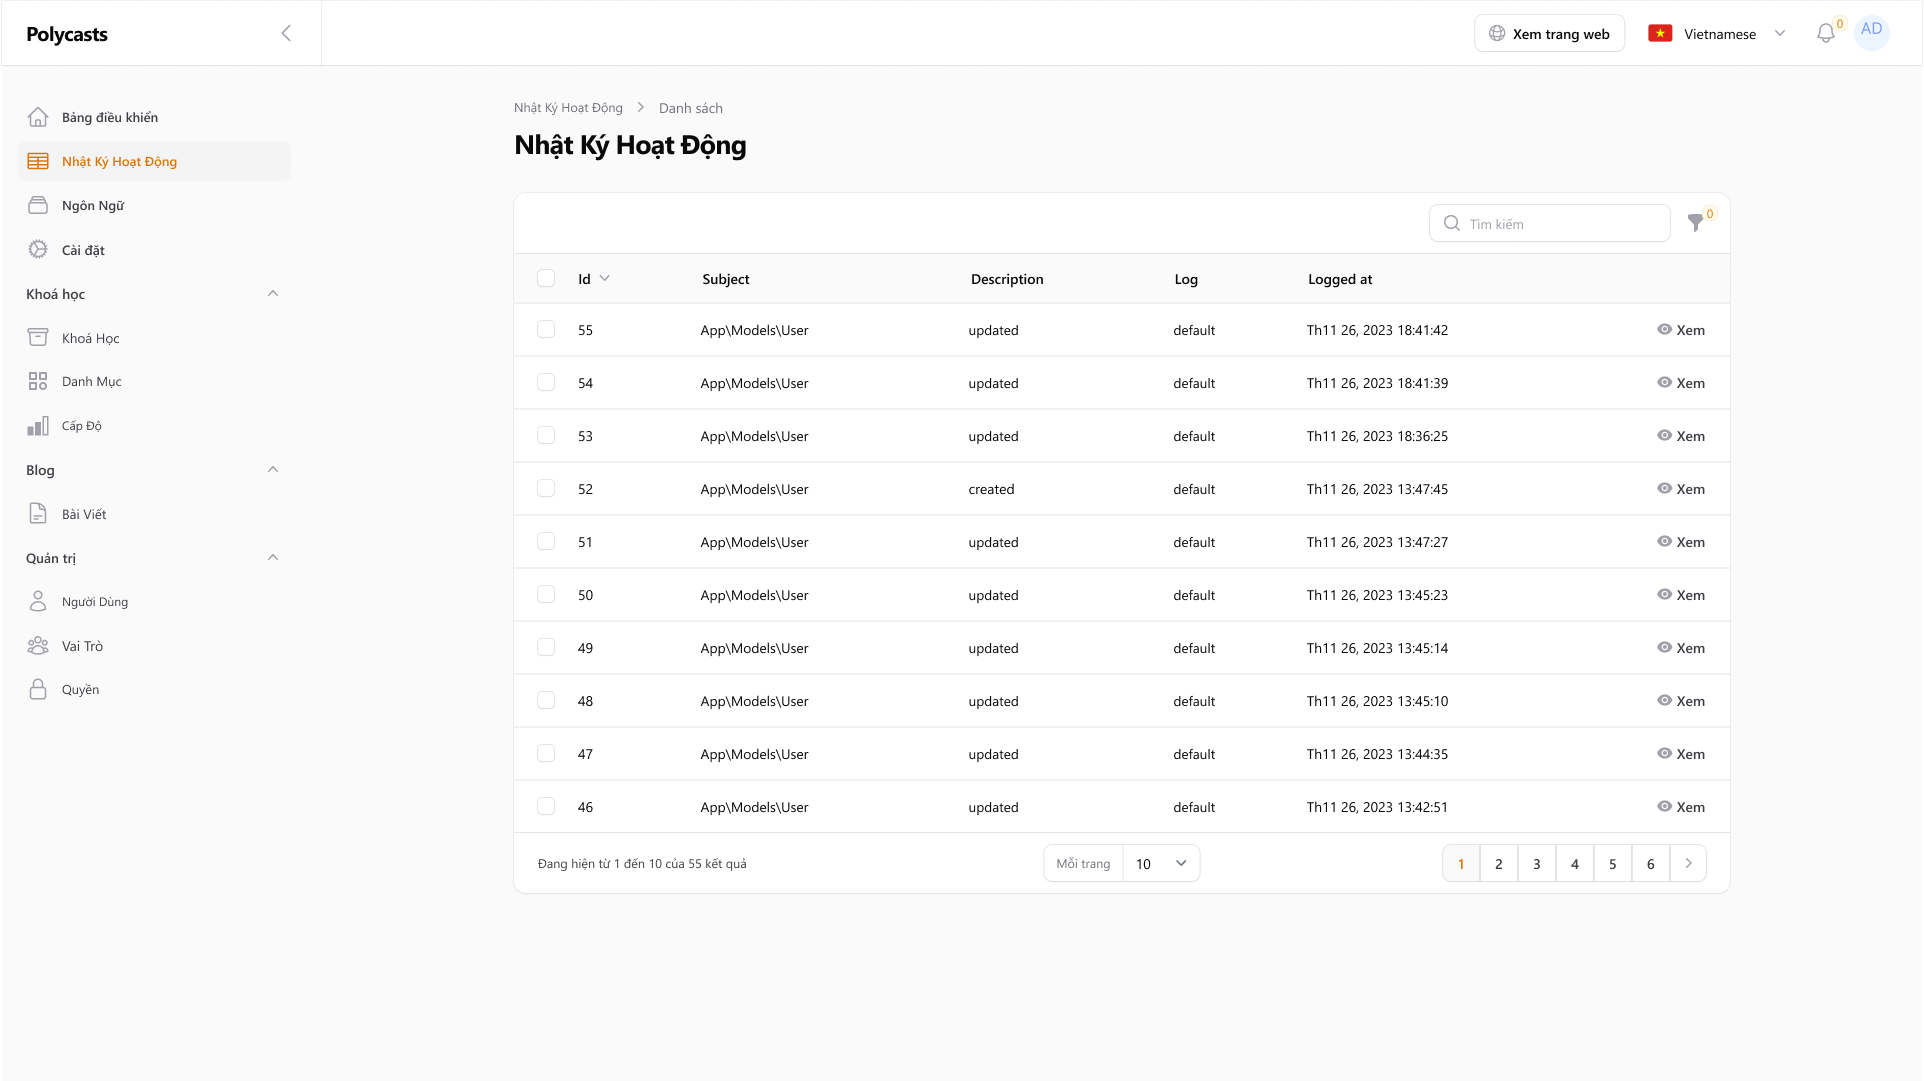 Polycasts
Xem trang web
Vietnamese
0
AD
Bảng điều khiển
Nhật Ký Hoạt Động
Ngôn Ngữ
Cài đặt
Khoá học
Khoá Học
Danh Mục
Cấp Độ
Blog
Bài Viết
Quản trị
Người Dùng
Vai Trò
Quyền
Nhật Ký Hoạt Động > Danh sách
Nhật Ký Hoạt Động
Tìm kiếm
0
Id Subject Description Log Logged at
55 App\Models\User updated default Th11 26, 2023 18:41:42 Xem
54 App\Models\User updated default Th11 26, 2023 18:41:39 Xem
53 App\Models\User updated default Th11 26, 2023 18:36:25 Xem
52 App\Models\User created default Th11 26, 2023 13:47:45 Xem
51 App\Models\User updated default Th11 26, 2023 13:47:27 Xem
50 App\Models\User updated default Th11 26, 2023 13:45:23 Xem
49 App\Models\User updated default Th11 26, 2023 13:45:14 Xem
48 App\Models\User updated default Th11 26, 2023 13:45:10 Xem
47 App\Models\User updated default Th11 26, 2023 13:44:35 Xem
46 App\Models\User updated default Th11 26, 2023 13:42:51 Xem
Đang hiện từ 1 đến 10 của 55 kết quả
Mỗi trang 10
1 2 3 4 5 6